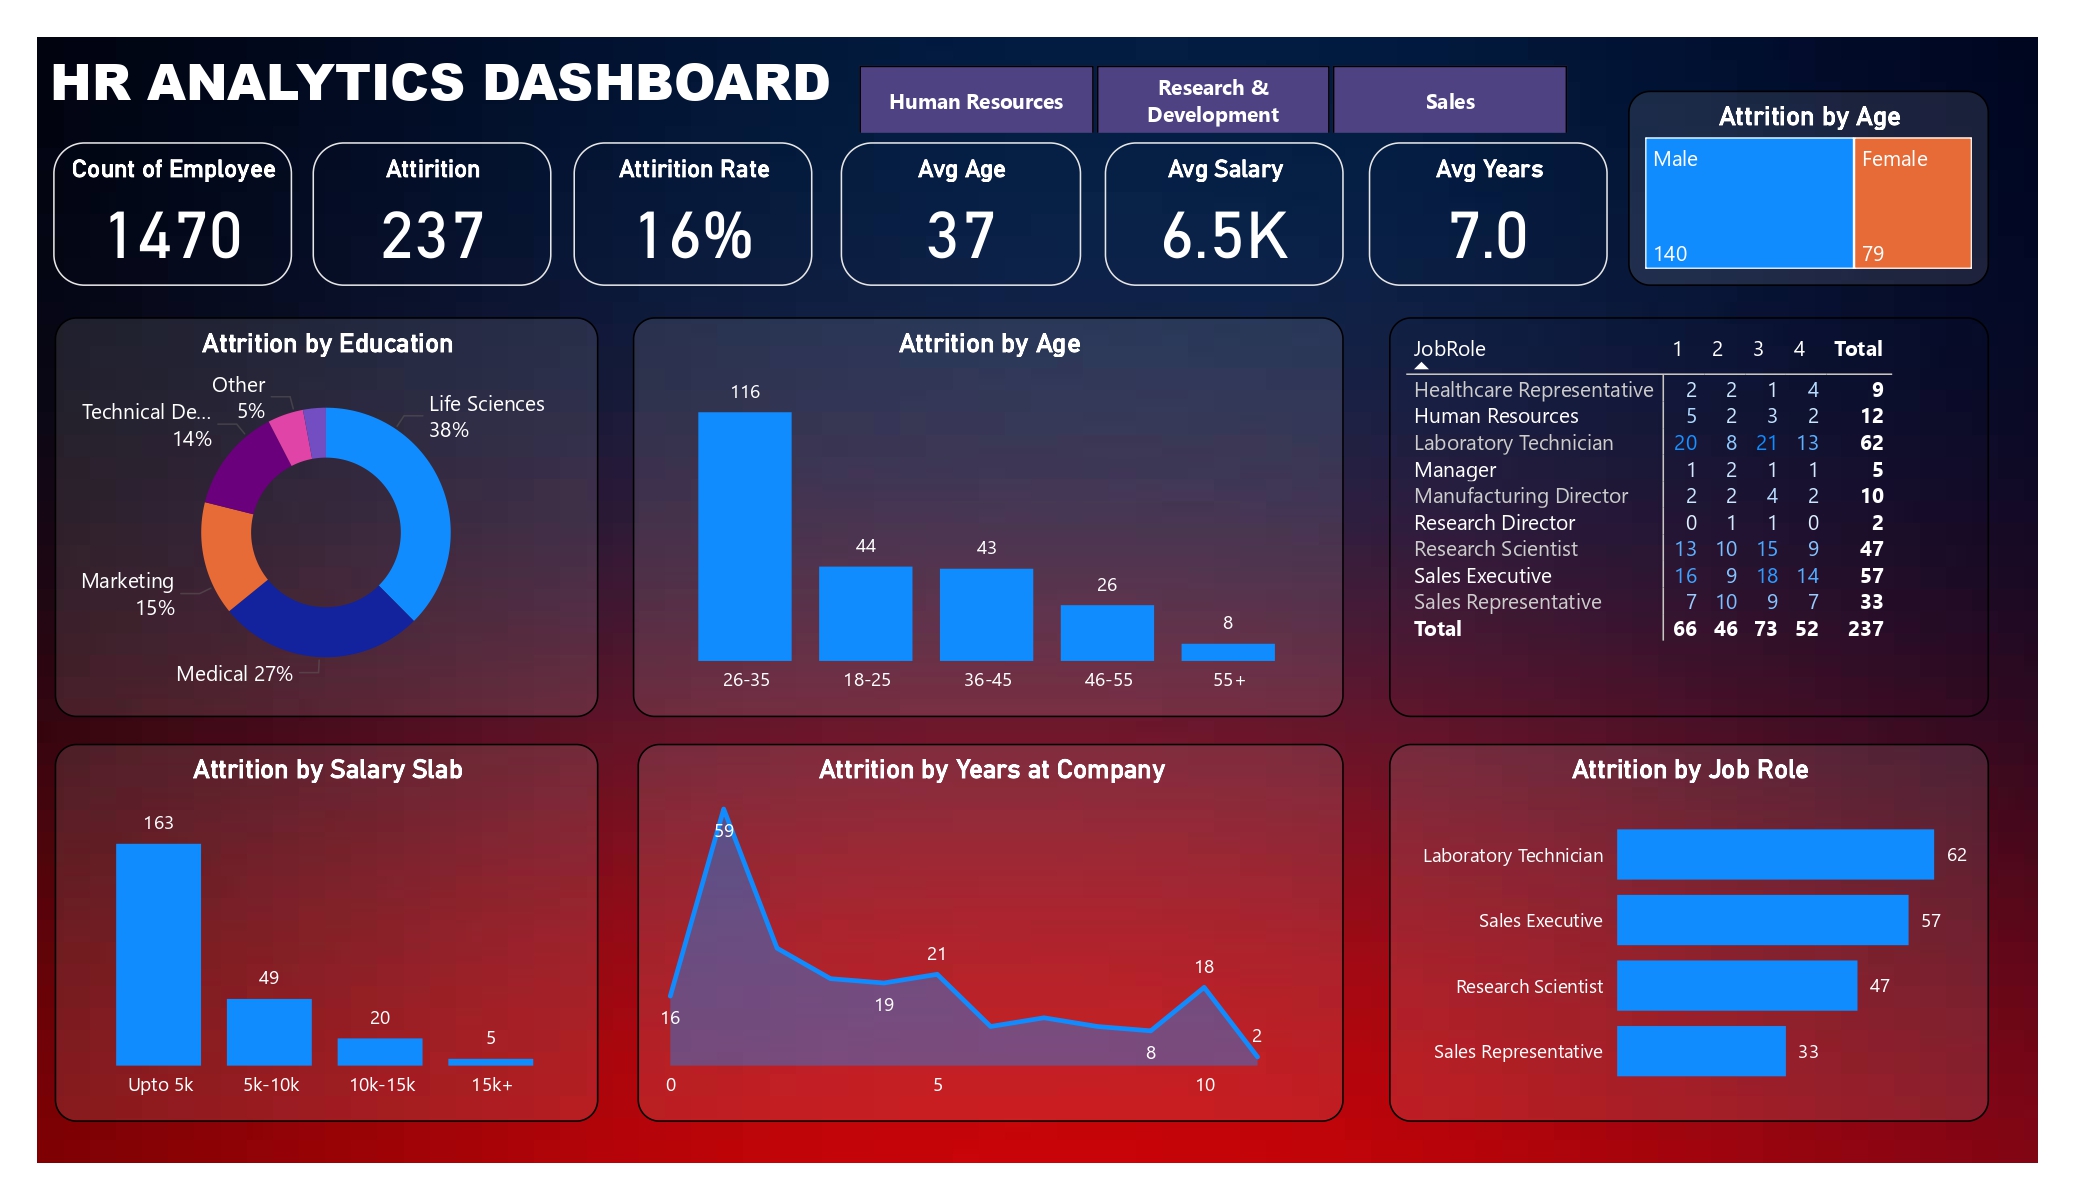 HR ANALYTICS DASHBOARD
Human Resources
Research &
Development
Sales
Count of Employee
1470
Attirition
237
Attirition Rate
16%
Avg Age
37
Avg Salary
6.5K
Avg Years
7.0
Attrition by Age
Male
Female
140
79
Attrition by Education
Other
5%
Technical De...
14%
Life Sciences
38%
Marketing
15%
Medical 27%
Attrition by Age
116
44
43
26
8
26-35
18-25
36-45
46-55
55+
JobRole 1 2 3 4 Total
Healthcare Representative 2 2 1 4 9
Human Resources 5 2 3 2 12
Laboratory Technician 20 8 21 13 62
Manager 1 2 1 1 5
Manufacturing Director 2 2 4 2 10
Research Director 0 1 1 0 2
Research Scientist 13 10 15 9 47
Sales Executive 16 9 18 14 57
Sales Representative 7 10 9 7 33
Total 66 46 73 52 237
Attrition by Salary Slab
163
49
20
5
Upto 5k
5k-10k
10k-15k
15k+
Attrition by Years at Company
59
21
18
16
19
8
2
0
5
10
Attrition by Job Role
Laboratory Technician 62
Sales Executive 57
Research Scientist 47
Sales Representative 33